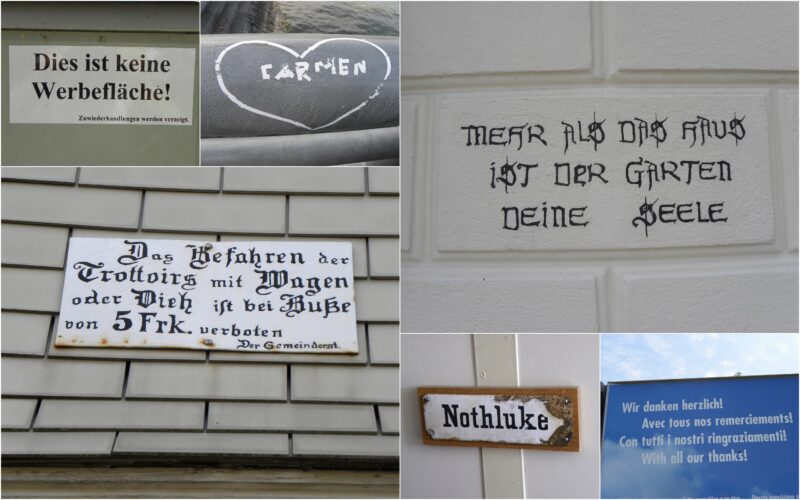 Dies ist keine
Werbefläche!
Zuwiederhandlungen werden verzeigt.
CARMEN
MEHR ALS DAS HAUS
iST DER GARTEN
DEINE SEELE
Das Befahren der
Trottoirs mit Wagen
oder Vieh ist bei Buße
von 5 Frk. verboten
Der Gemeinderat.
Nothluke
Wir danken herzlich!
Avec tous nos remerciements!
Con tutti i nostri ringraziamenti!
With all our thanks!